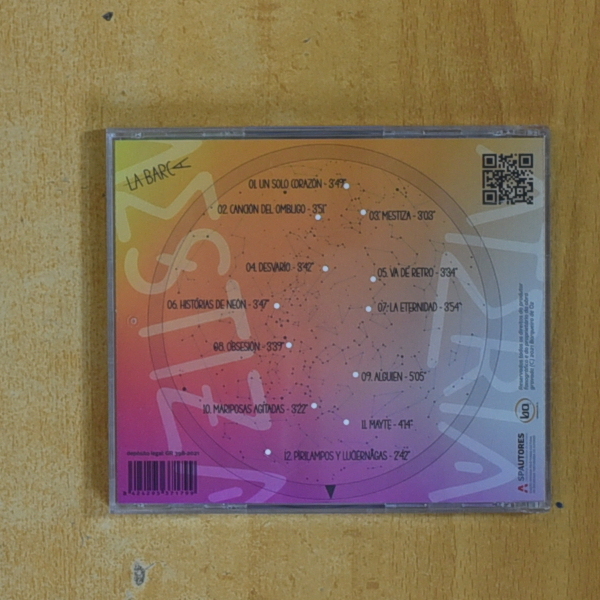 LA BARCA
01. UN SOLO CORAZÓN - 3'49"
02. CANCIÓN DEL OMBLIGO - 3'51"
03. MESTIZA - 3'03"
04. DESVARÍO - 3'42"
05. VA DE RETRO - 3'34"
06. HISTORIAS DE NEÓN - 3'47"
07. LA ETERNIDAD - 3'54"
08. OBSESIÓN - 3'39"
09. ALGUIEN - 5'05"
10. MARIPOSAS AGITADAS - 3'22"
11. MAYTE - 4'14"
12. PIRILAMPOS Y LUCÉRNAGAS - 2'42"
MESTIZA
SPAUTORES